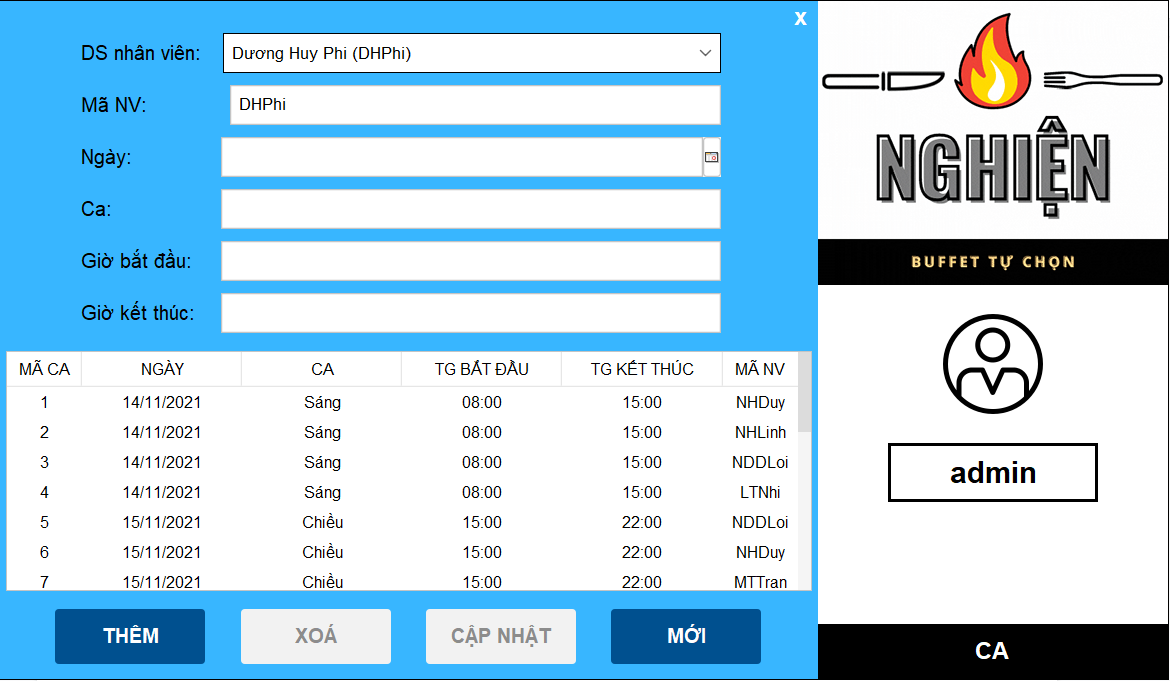 X
DS nhân viên: Dương Huy Phi (DHPhi)
Mã NV: DHPhi
Ngày:
Ca:
Giờ bắt đầu:
Giờ kết thúc:
MÃ CA NGÀY CA TG BẮT ĐẦU TG KẾT THÚC MÃ NV
1 14/11/2021 Sáng 08:00 15:00 NHDuy
2 14/11/2021 Sáng 08:00 15:00 NHLinh
3 14/11/2021 Sáng 08:00 15:00 NDDLoi
4 14/11/2021 Sáng 08:00 15:00 LTNhi
5 15/11/2021 Chiều 15:00 22:00 NDDLoi
6 15/11/2021 Chiều 15:00 22:00 NHDuy
7 15/11/2021 Chiều 15:00 22:00 MTTran
THÊM XOÁ CẬP NHẬT MỚI
NGHIỆN
BUFFET TỰ CHỌN
admin
CA